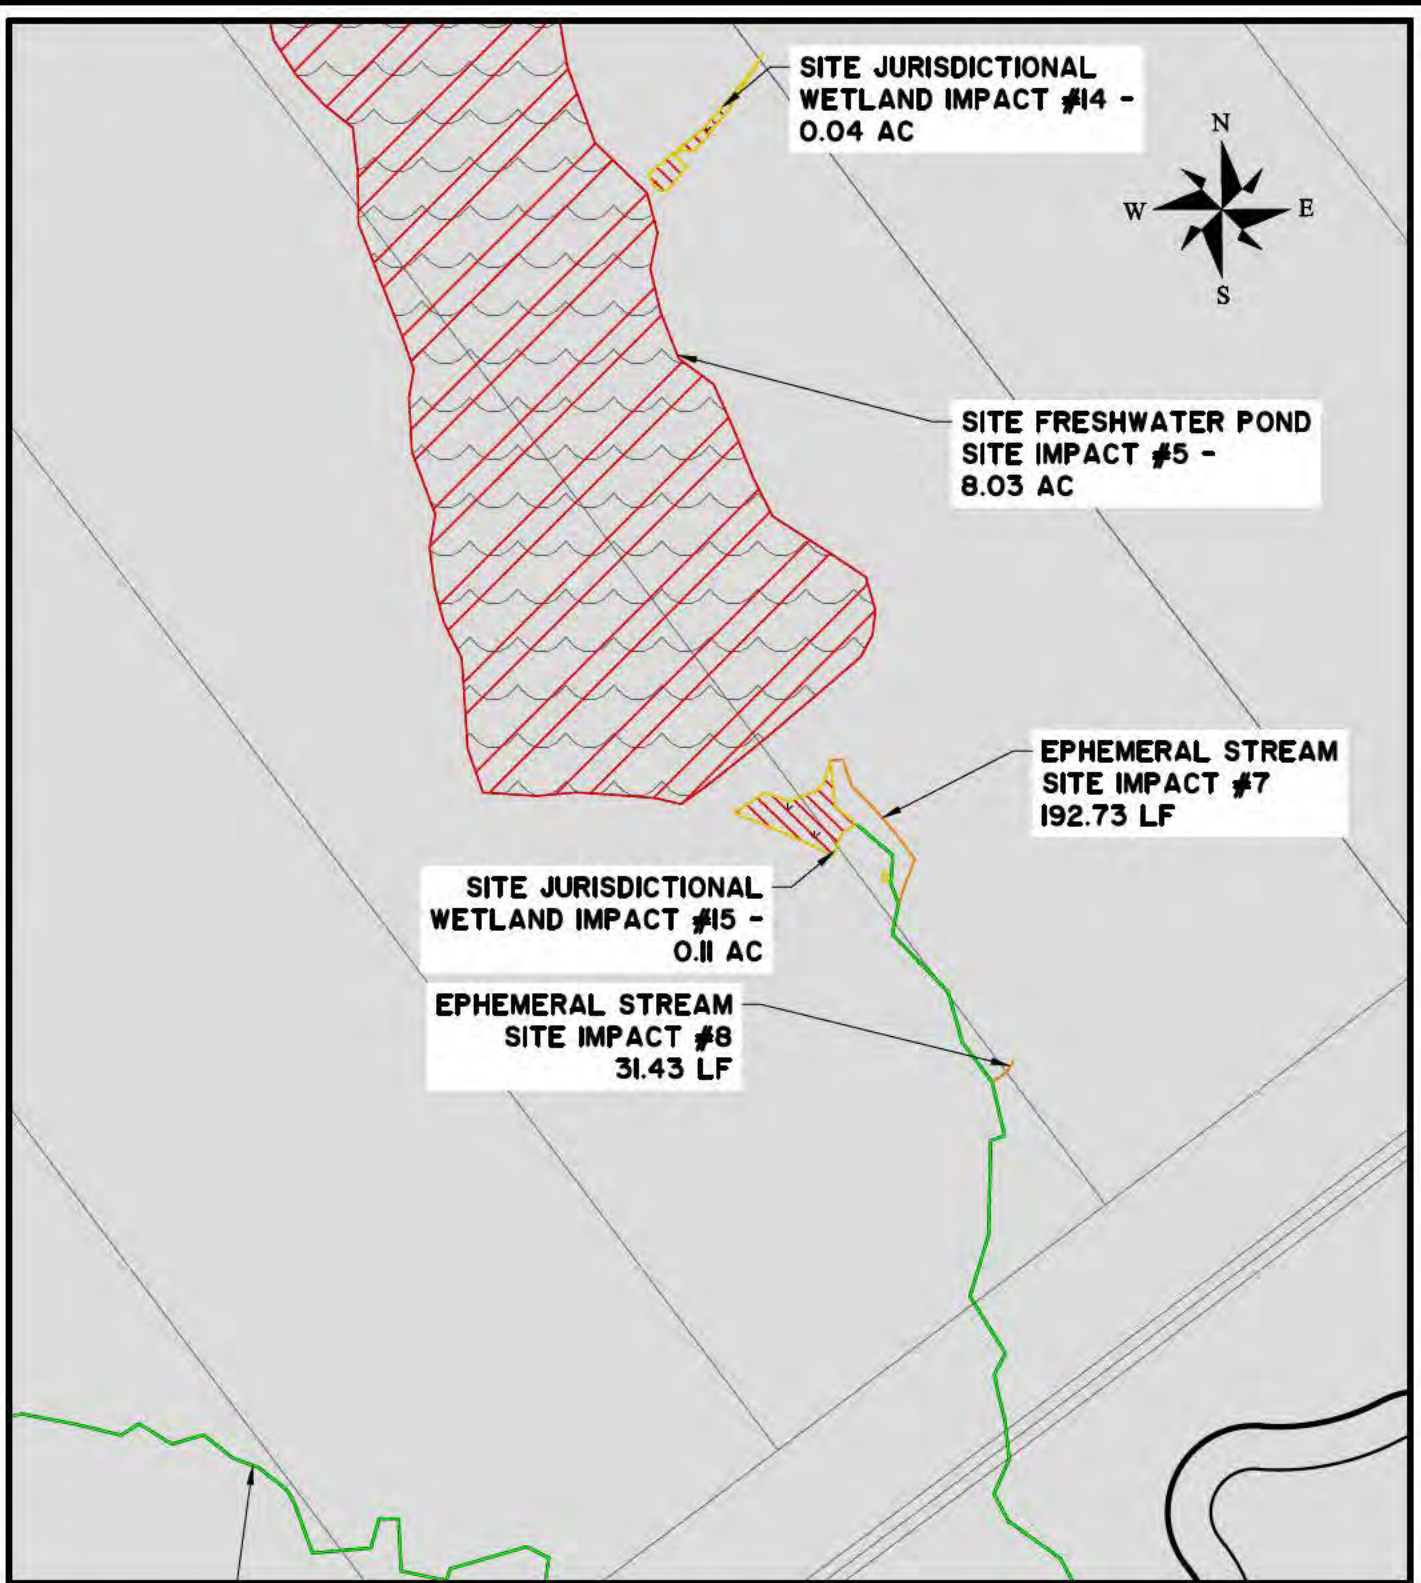 SITE JURISDICTIONAL
WETLAND IMPACT #14 -
0.04 AC
N
W
E
S
SITE FRESHWATER POND
SITE IMPACT #5 -
8.03 AC
EPHEMERAL STREAM
SITE IMPACT #7
192.73 LF
SITE JURISDICTIONAL
WETLAND IMPACT #15 -
0.11 AC
EPHEMERAL STREAM
SITE IMPACT #8
31.43 LF